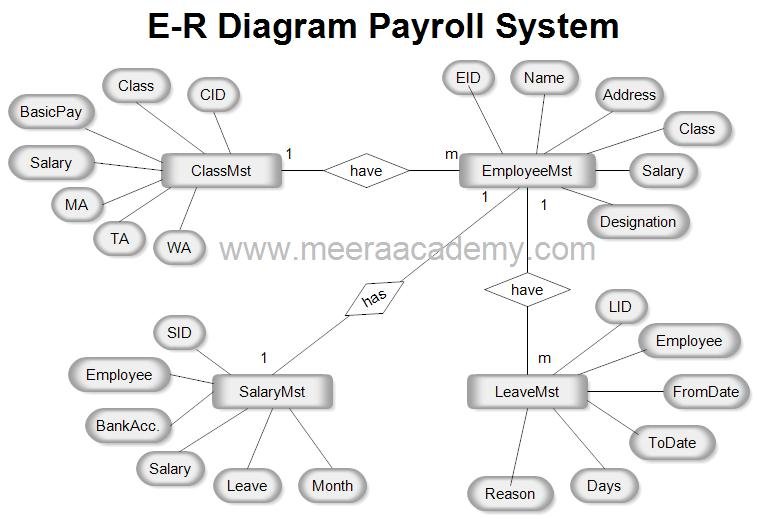 E-R Diagram Payroll System
Class
CID
BasicPay
Salary
MA
TA
WA
ClassMst
1
have
m
EID
Name
Address
Class
Salary
Designation
EmployeeMst
1
1
www.meeraacademy.com
has
have
1
m
SID
Employee
BankAcc.
Salary
Leave
Month
SalaryMst
LID
Employee
FromDate
ToDate
Days
Reason
LeaveMst